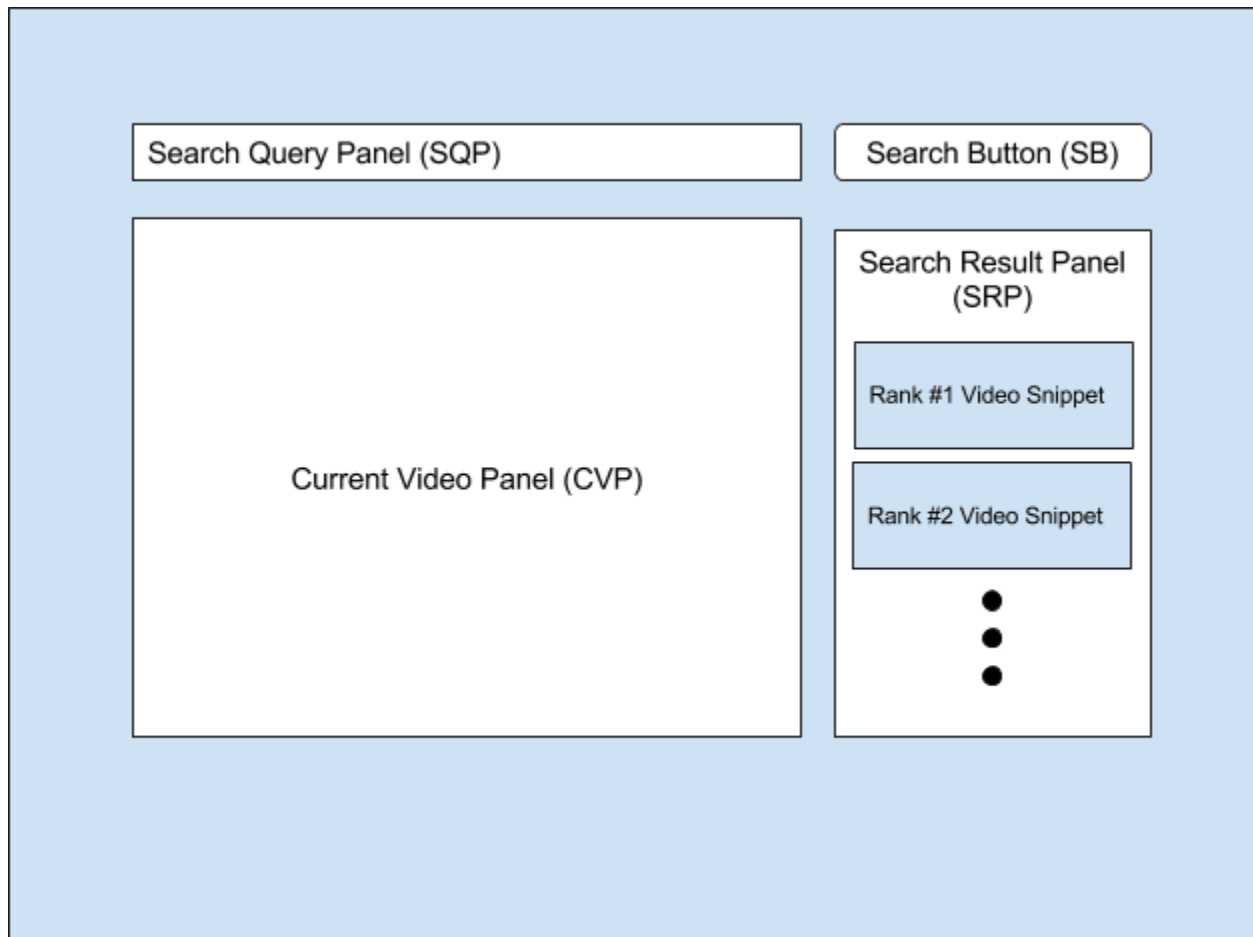 Search Query Panel (SQP)
Search Button (SB)
Current Video Panel (CVP)
Search Result Panel
(SRP)
Rank #1 Video Snippet
Rank #2 Video Snippet